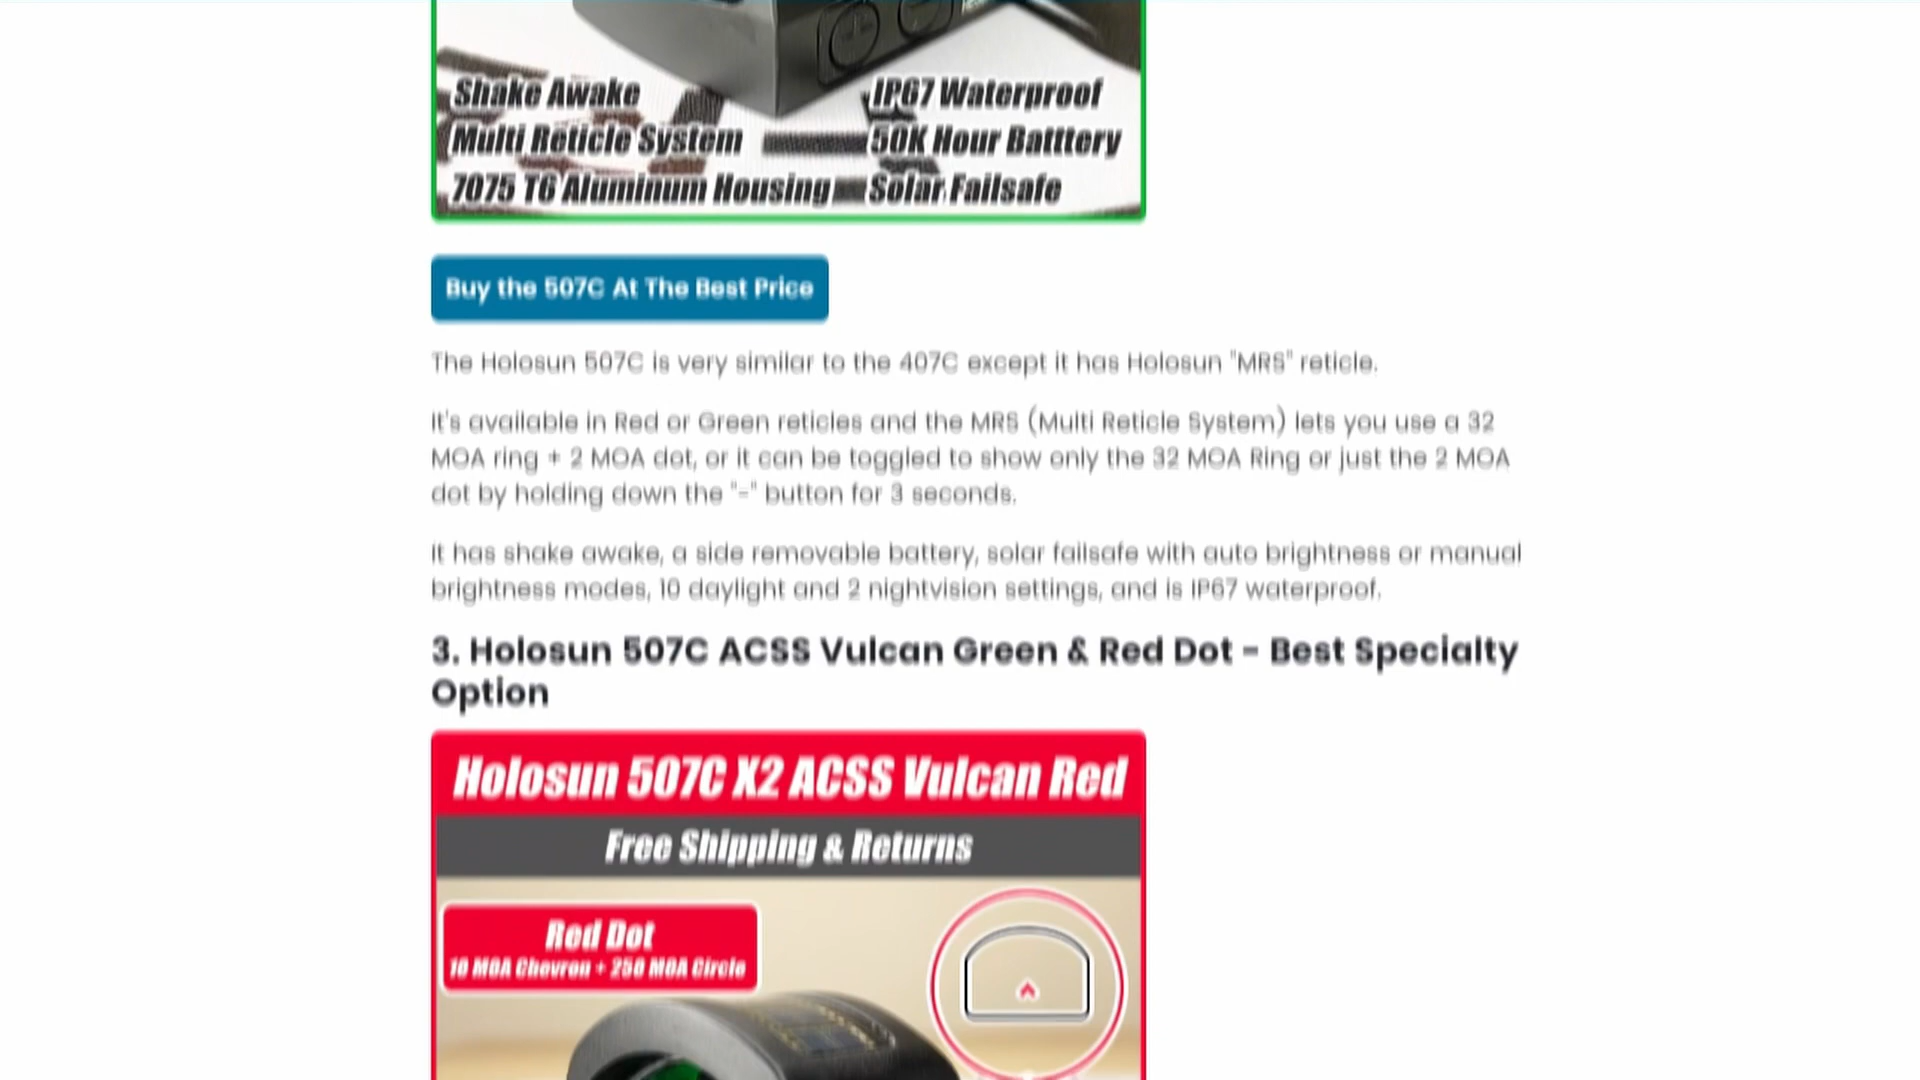 Shake Awake
IP67 Waterproof
Multi Reticle System
50K Hour Batttery
7075 T6 Aluminum Housing
Solar Failsafe
Buy the 507C At The Best Price
The Holosun 507C is very similar to the 407C except it has Holosun "MRS" reticle.
It's available in Red or Green reticles and the MRS (Multi Reticle System) lets you use a 32
MOA ring + 2 MOA dot, or it can be toggled to show only the 32 MOA Ring or just the 2 MOA
dot by holding down the "-" button for 3 seconds.
It has shake awake, a side removable battery, solar failsafe with auto brightness or manual
brightness modes, 10 daylight and 2 nightvision settings, and is IP67 waterproof.
3. Holosun 507C ACSS Vulcan Green & Red Dot - Best Specialty
Option
Holosun 507C X2 ACSS Vulcan Red
Free Shipping & Returns
Red Dot
10 MOA Chevron + 250 MOA Circle